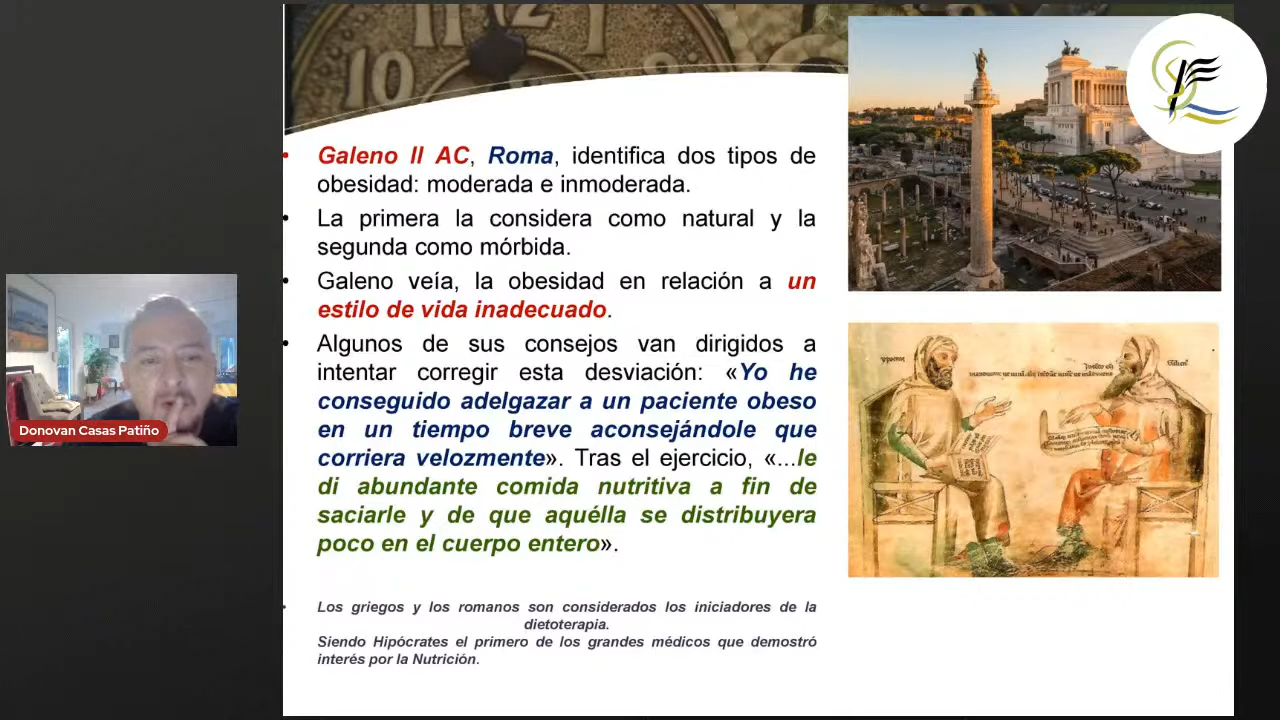 10
11
12
1
Galeno II AC, Roma, identifica dos tipos de
obesidad: moderada e inmoderada.
La primera la considera como natural y la
segunda como mórbida.
Galeno veía, la obesidad en relación a un
estilo de vida inadecuado.
Algunos de sus consejos van dirigidos a
intentar corregir esta desviación: «Yo he
conseguido adelgazar a un paciente obeso
en un tiempo breve aconsejándole que
corriera velozmente». Tras el ejercicio, «...le
di abundante comida nutritiva a fin de
saciarle y de que aquélla se distribuyera
poco en el cuerpo entero».
Los griegos y los romanos son considerados los iniciadores de la
dietoterapia.
Siendo Hipócrates el primero de los grandes médicos que demostró
interés por la Nutrición.
Donovan Casas Patiño